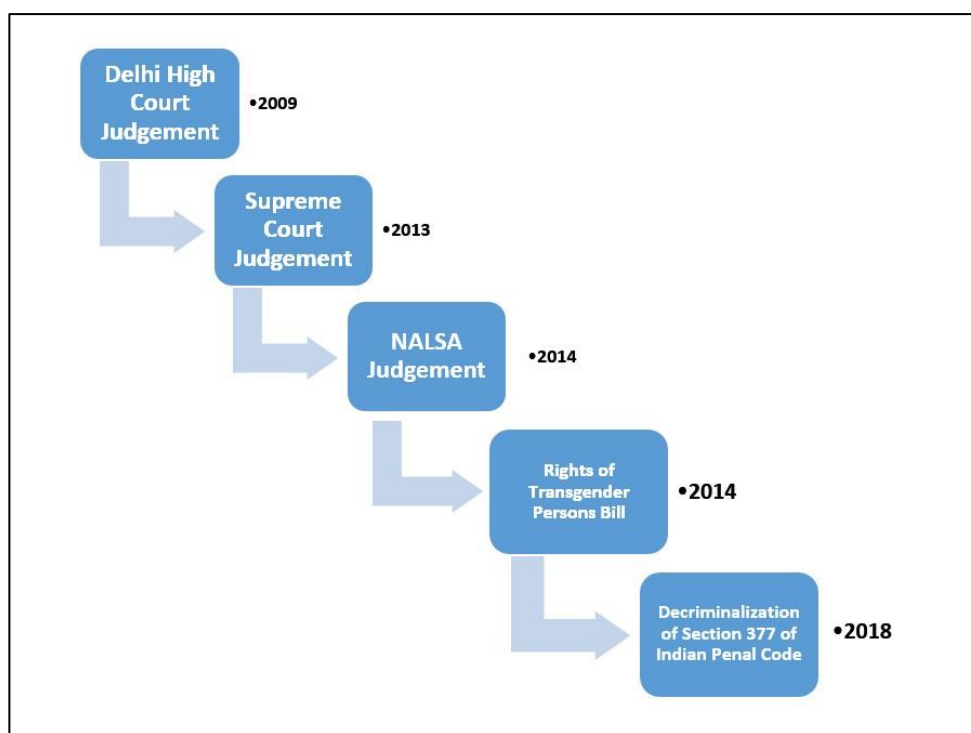 Delhi High
Court
Judgement
•2009
Supreme
Court
Judgement
•2013
NALSA
Judgement
•2014
Rights of
Transgender
Persons Bill
•2014
Decriminalization
of Section 377 of
Indian Penal Code
•2018